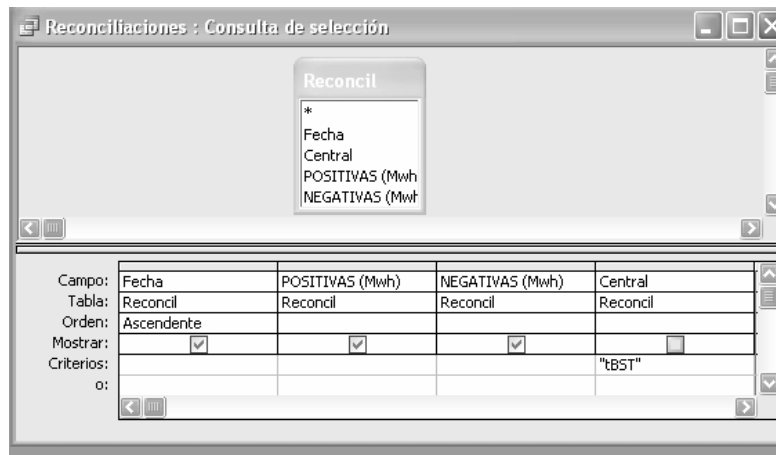 Reconciliaciones : Consulta de selección
Reconcil
*
Fecha
Central
POSITIVAS (Mwh
NEGATIVAS (Mwh
Campo: Fecha POSITIVAS (Mwh) NEGATIVAS (Mwh) Central
Tabla: Reconcil Reconcil Reconcil Reconcil
Orden: Ascendente
Mostrar:
Criterios: "tBST"
o: